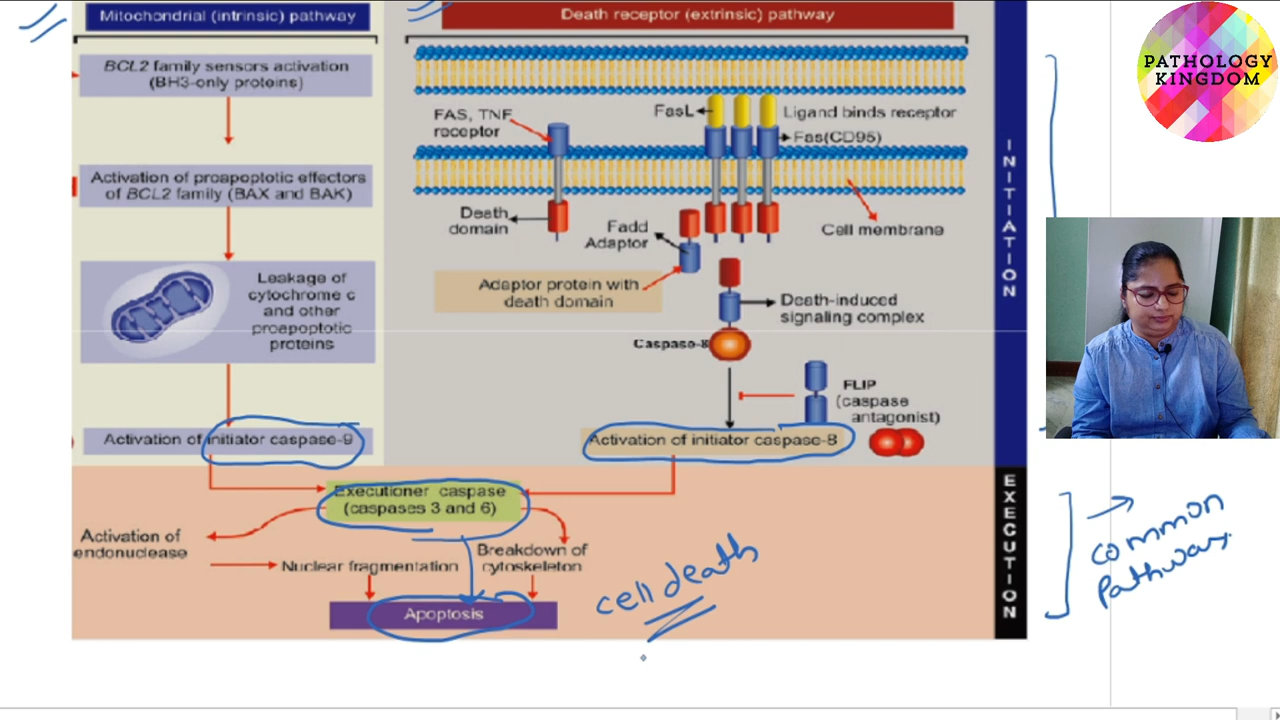 Mitochondrial (intrinsic) pathway
Death receptor (extrinsic) pathway
PATHOLOGY
KINGDOM
BCL2 family sensors activation
(BH3-only proteins)
Activation of proapoptotic effectors
of BCL2 family (BAX and BAK)
Leakage of
cytochrome c
and other
proapoptotic
proteins
Activation of initiator caspase-9
FAS, TNF
receptor
FasL
Ligand binds receptor
Fas(CD95)
Death
domain
Fadd
Adaptor
Cell membrane
Adaptor protein with
death domain
Death-induced
signaling complex
Caspase-8
FLIP
(caspase
antagonist)
Activation of initiator caspase-8
INITIATION
Executioner caspase
(caspases 3 and 6)
Activation of
endonuclease
Nuclear fragmentation
Breakdown of
cytoskeleton
Apoptosis
cell death
EXECUTION
common
pathway